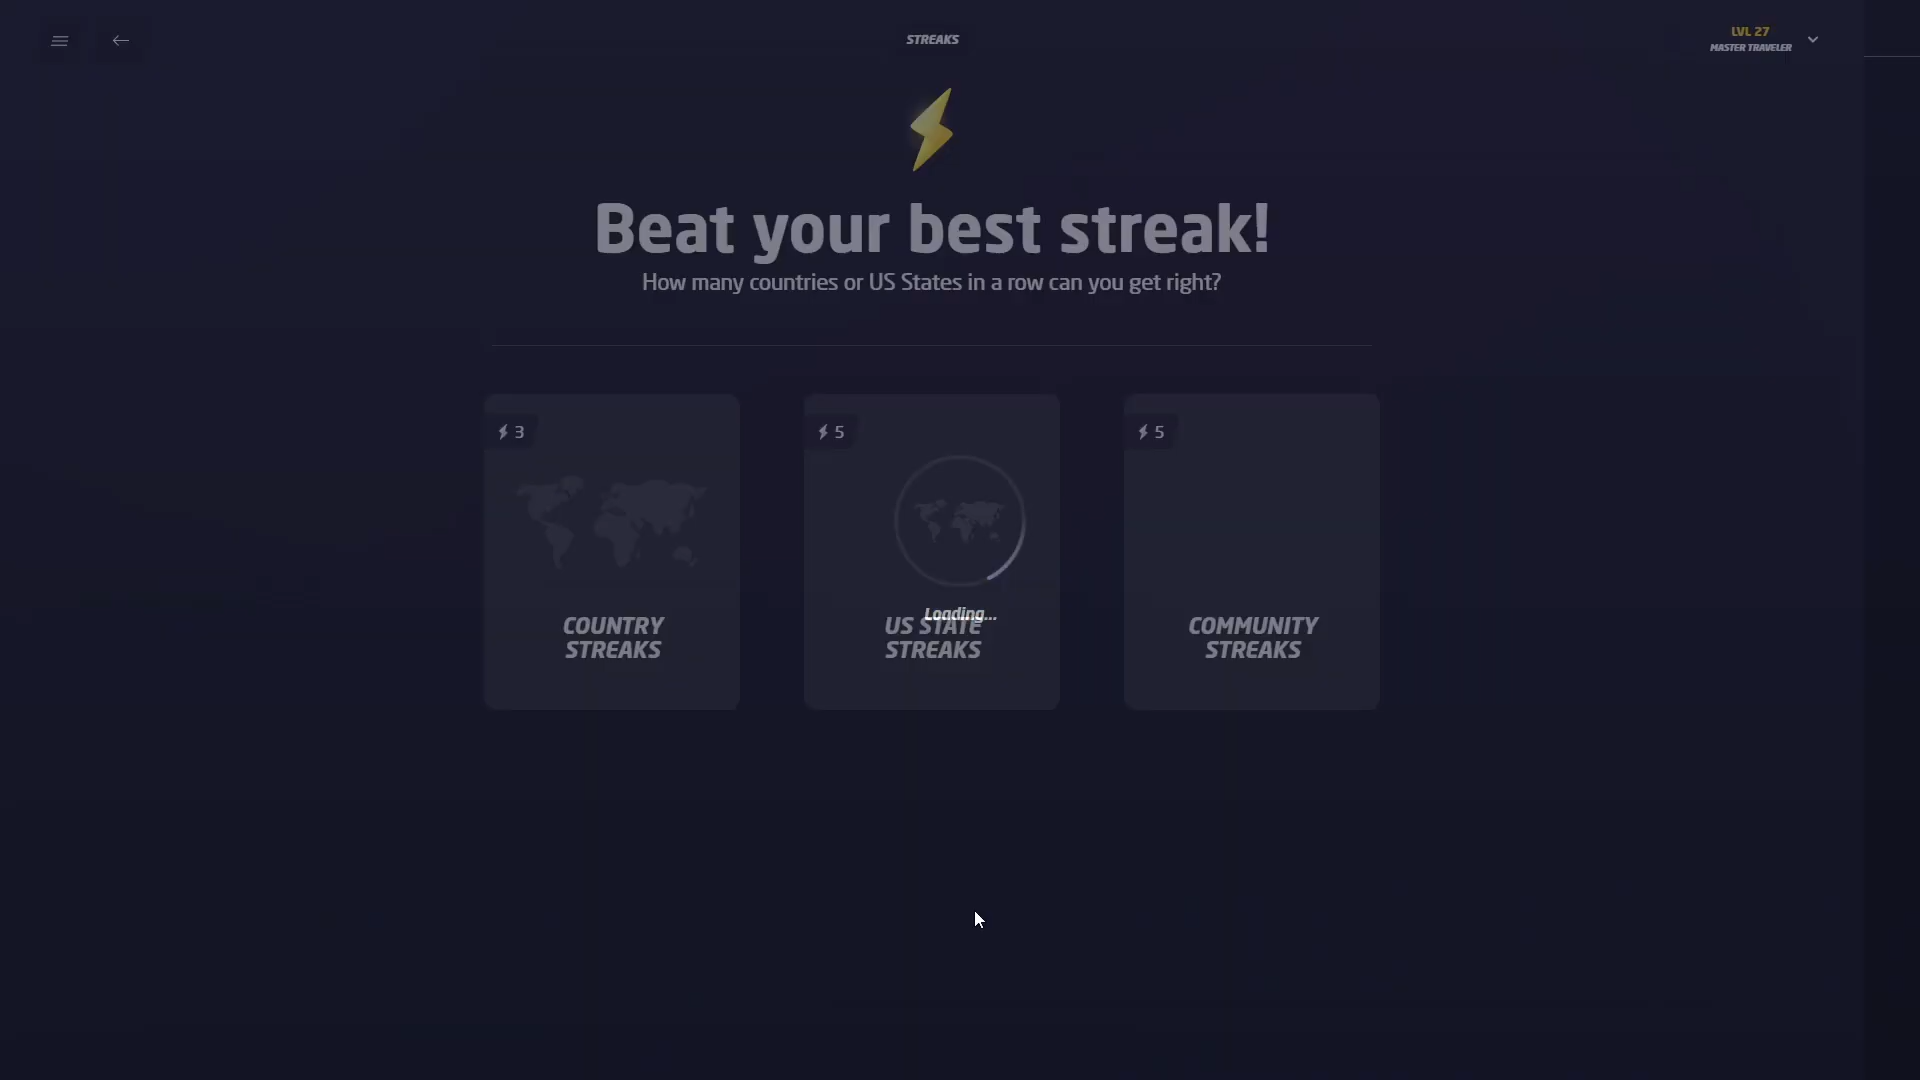 STREAKS
LVL 27
MASTER TRAVELER
Beat your best streak!
How many countries or US States in a row can you get right?
3
5
5
Loading...
COUNTRY
STREAKS
US STATE
STREAKS
COMMUNITY
STREAKS